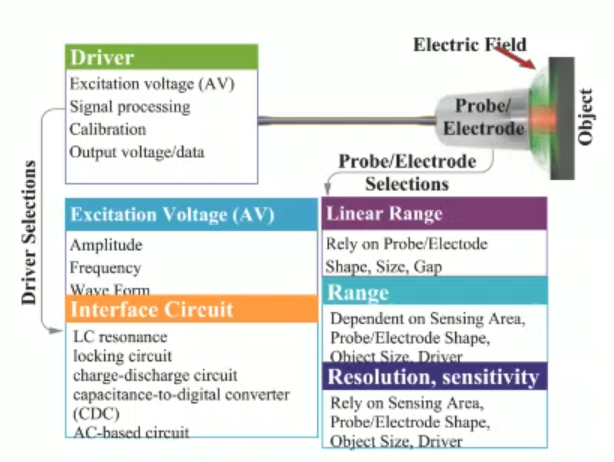 Electric Field
Driver
Excitation voltage (AV)
Signal processing
Calibration
Output voltage/data
Probe/
Electrode
Object
Probe/Electrode
Selections
Driver Selections
Excitation Voltage (AV)
Amplitude
Frequency
Wave Form
Interface Circuit
LC resonance
locking circuit
charge-discharge circuit
capacitance-to-digital converter
(CDC)
AC-based circuit
Linear Range
Rely on Probe/Electode
Shape, Size, Gap
Range
Dependent on Sensing Area,
Probe/Electrode Shape,
Object Size, Driver
Resolution, sensitivity
Rely on Sensing Area,
Probe/Electrode Shape,
Object Size, Driver